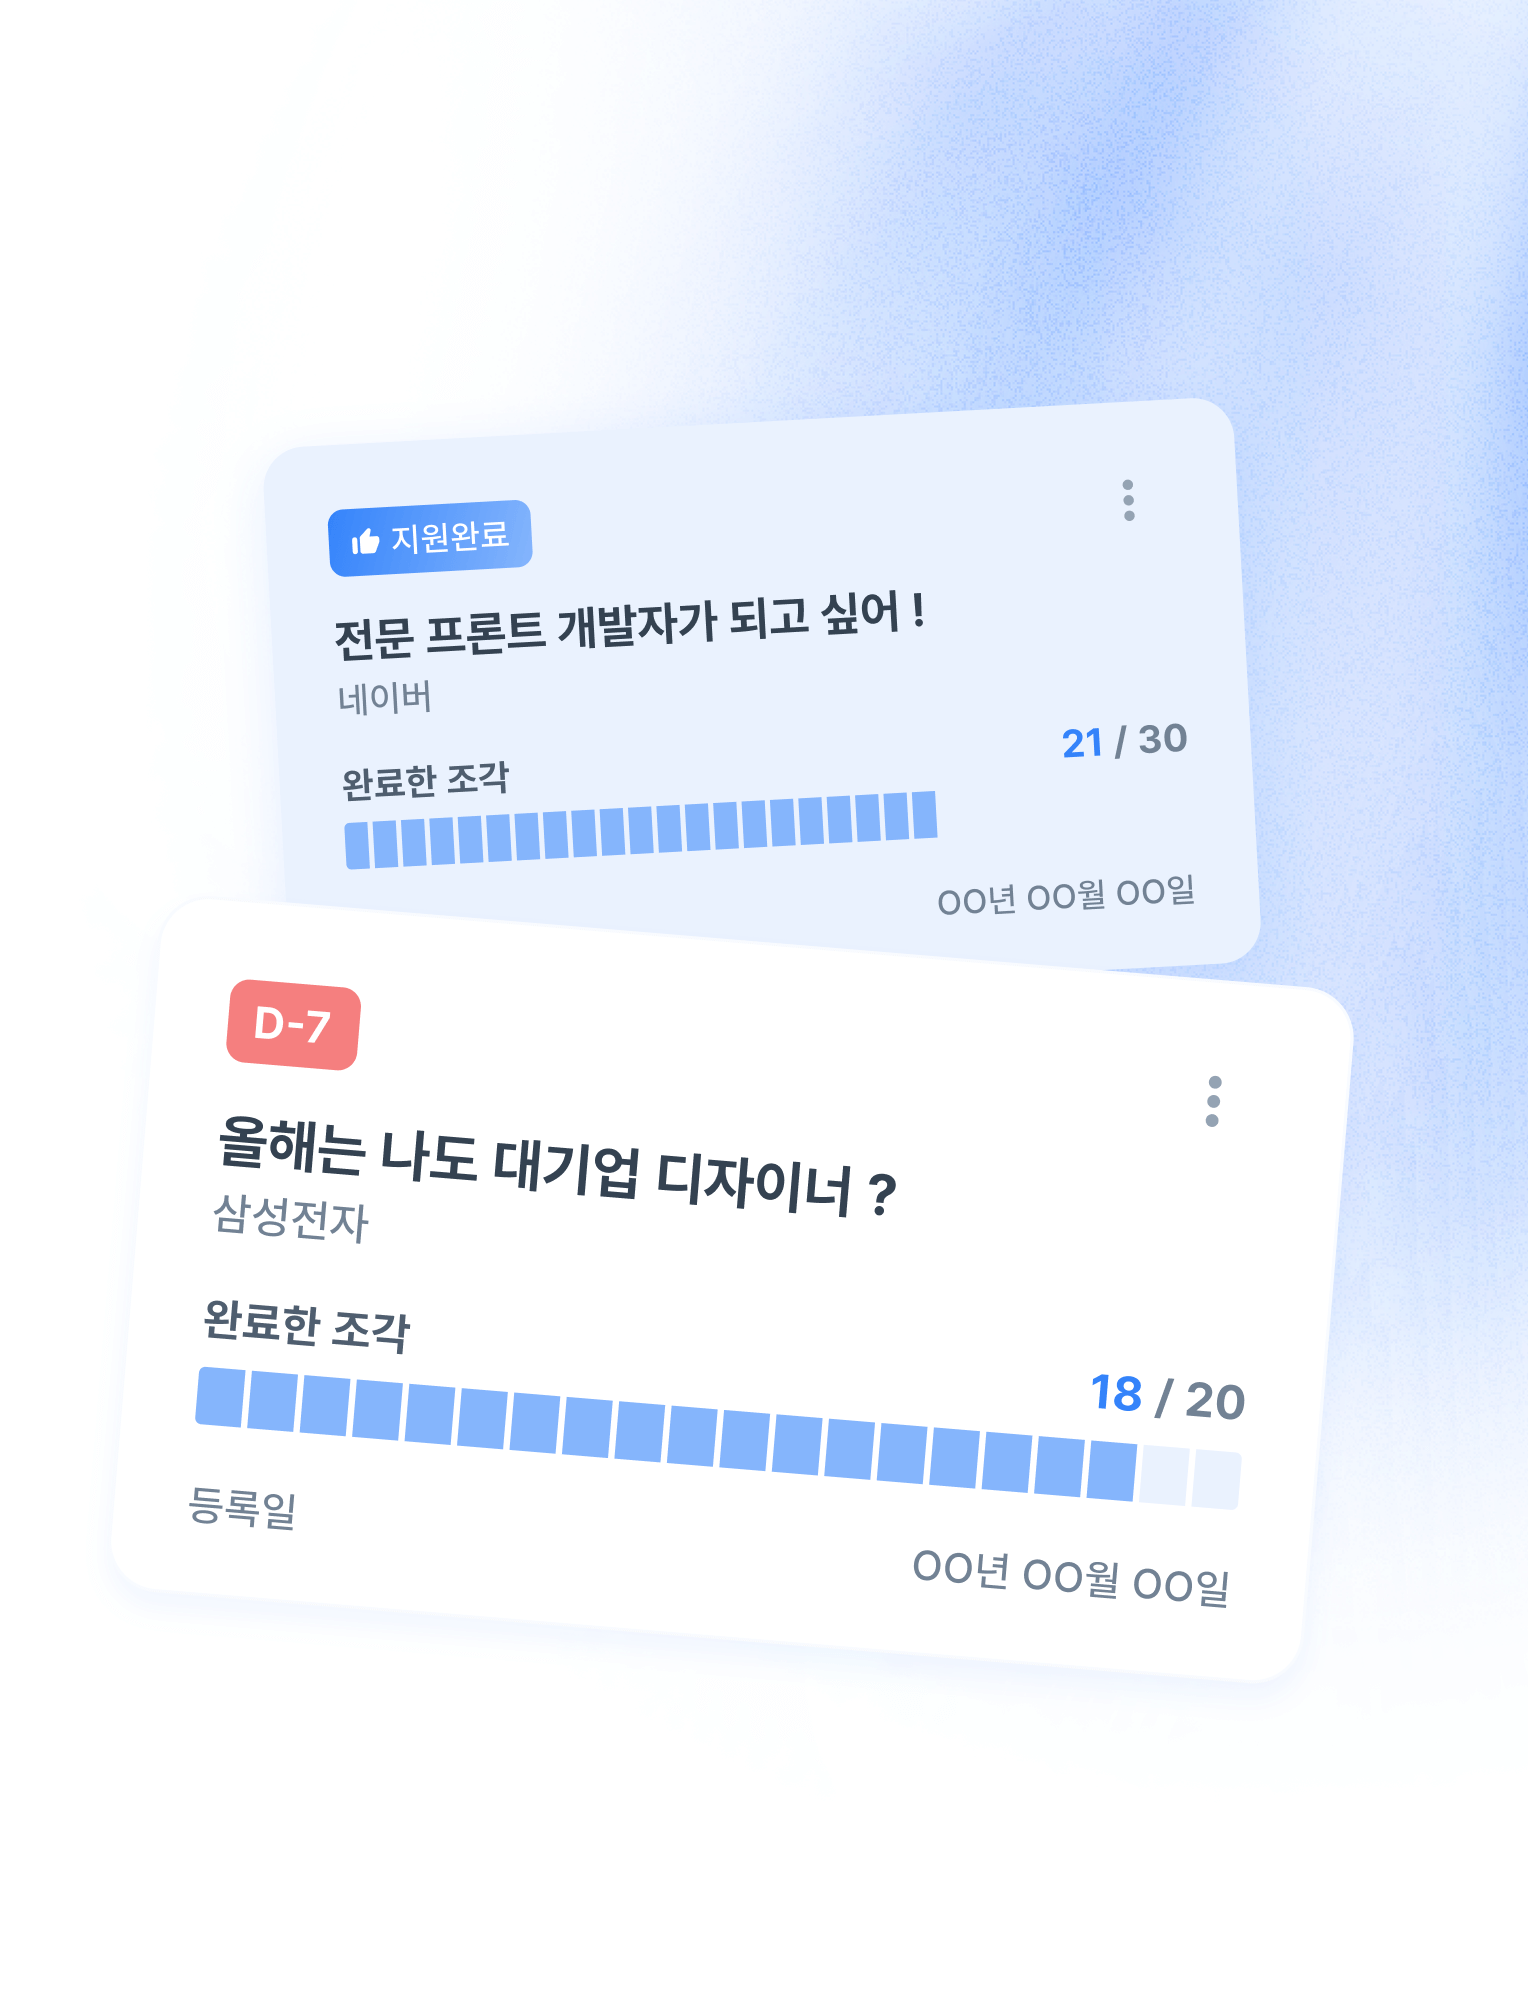 지원완료
전문 프론트 개발자가 되고 싶어 !
네이버
21 / 30
완료한 조각
OO년 OO월 OO일
D-7
올해는 나도 대기업 디자이너 ?
삼성전자
완료한 조각
18 / 20
등록일
OO년 OO월 OO일